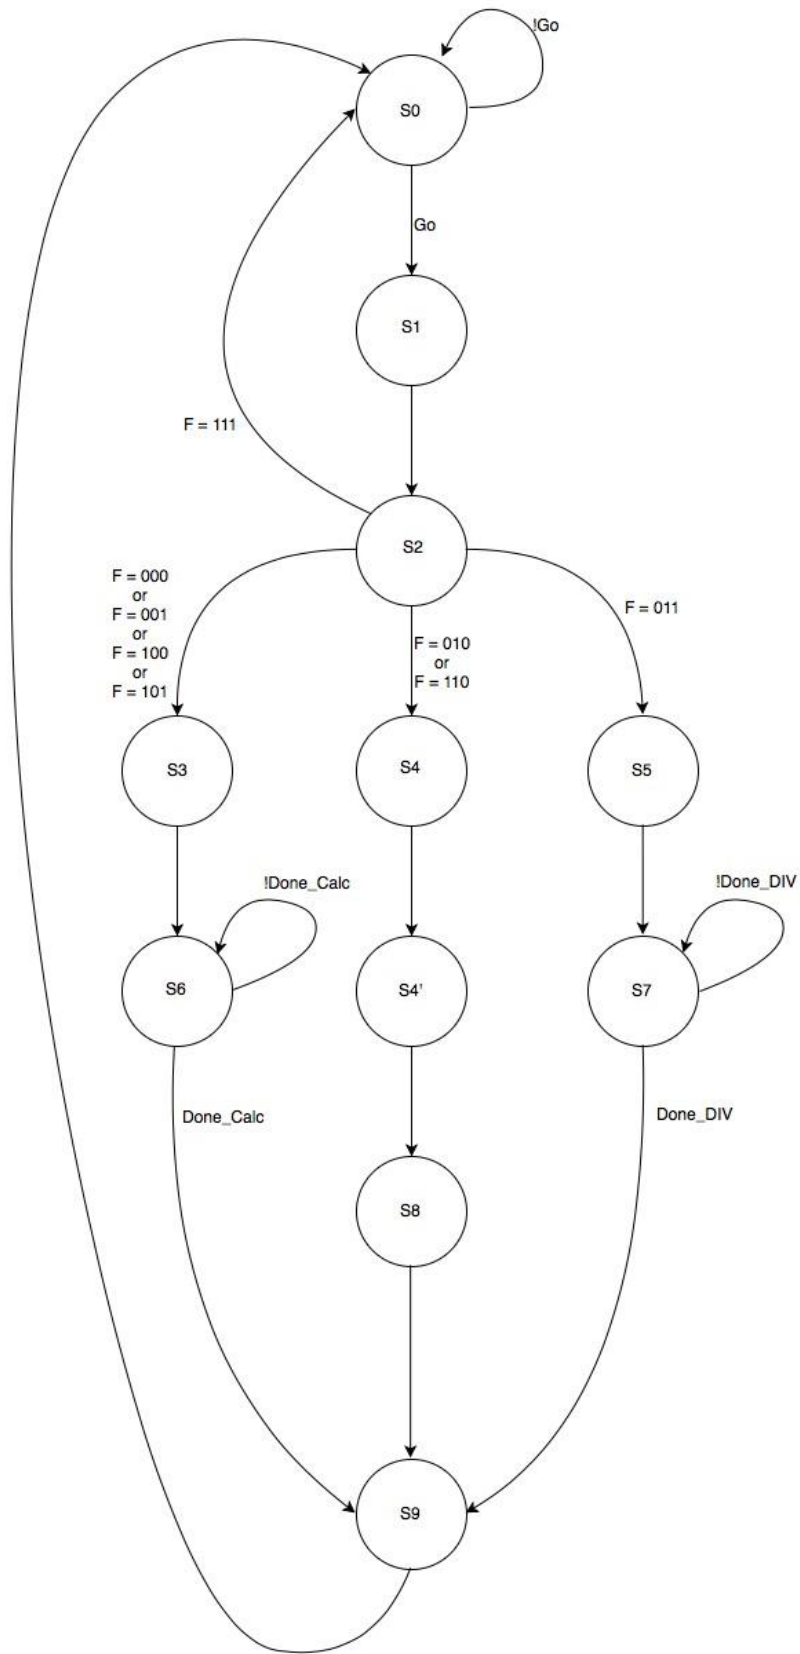 !Go
S0
Go
S1
F = 111
S2
F = 000
or
F = 001
or
F = 100
or
F = 101
F = 010
or
F = 110
F = 011
S3
S4
S5
!Done_Calc
!Done_DIV
S6
S4'
S7
Done_Calc
Done_DIV
S8
S9